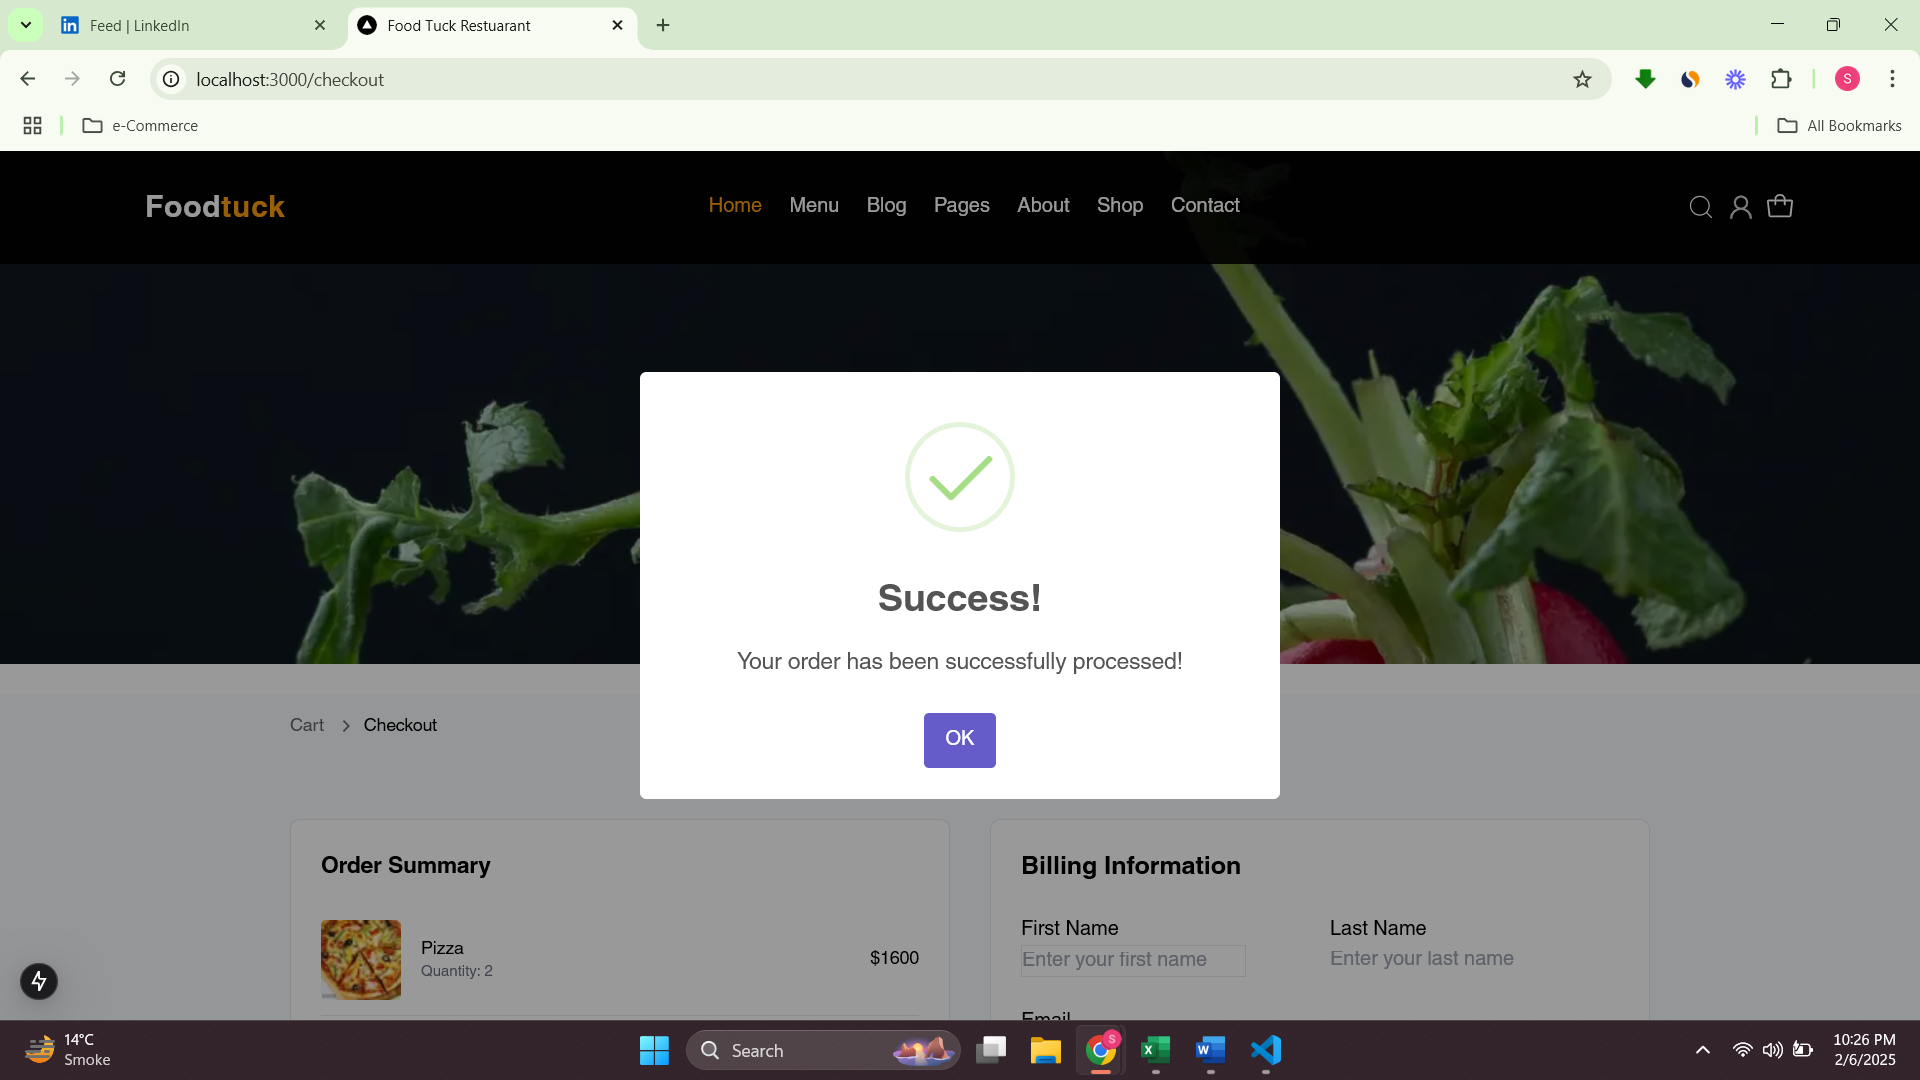 Feed | LinkedIn
Food Tuck Restuarant
localhost:3000/checkout
S
e-Commerce
All Bookmarks
Foodtuck
Home
Menu
Blog
Pages
About
Shop
Contact
Success!
Your order has been successfully processed!
OK
Cart
Checkout
Order Summary
Pizza
Quantity: 2
$1600
Billing Information
First Name
Last Name
Enter your first name
Enter your last name
Email
14°C
Smoke
Search
10:26 PM
2/6/2025